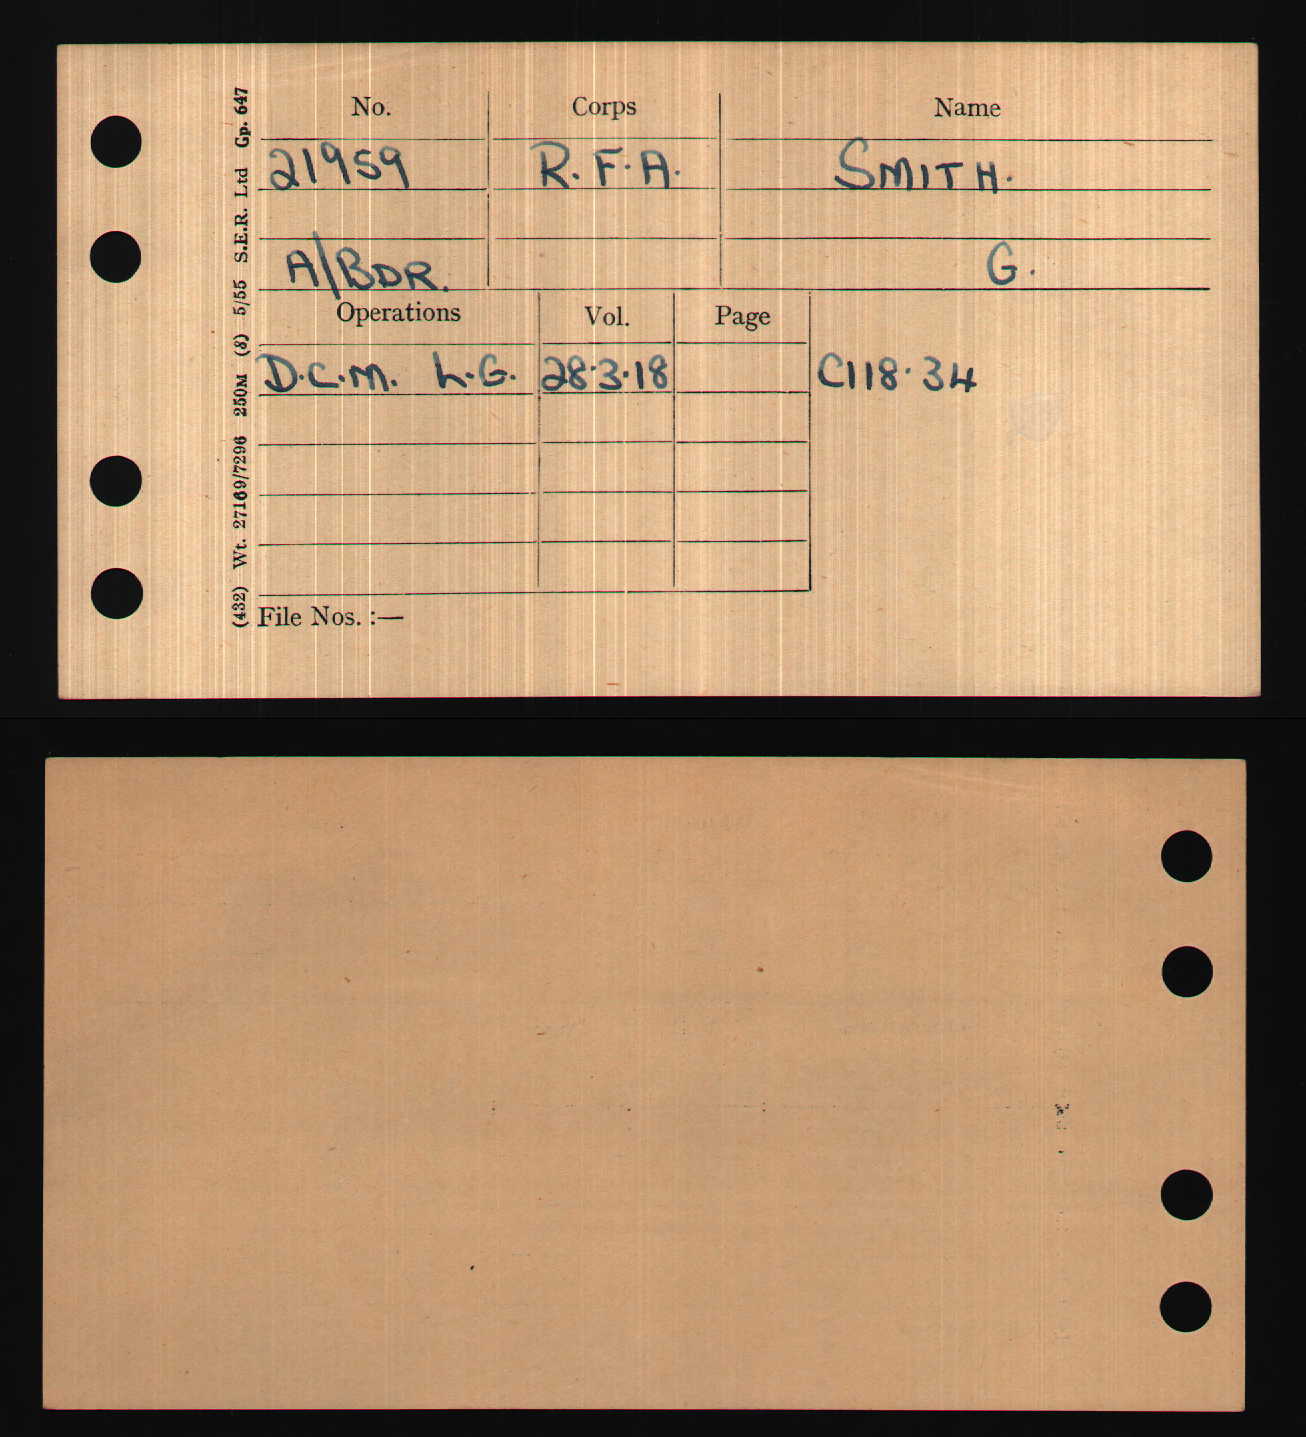 No. Corps Name
21959 R.F.A. SMITH.
A/BDR. G.
Operations Vol. Page
D.C.M. L.G. 28.3.18 C118.34
File Nos. :—
(432) Wt. 27169/7296 250M (8) 5/55 S.E.R. Ltd Gp. 647